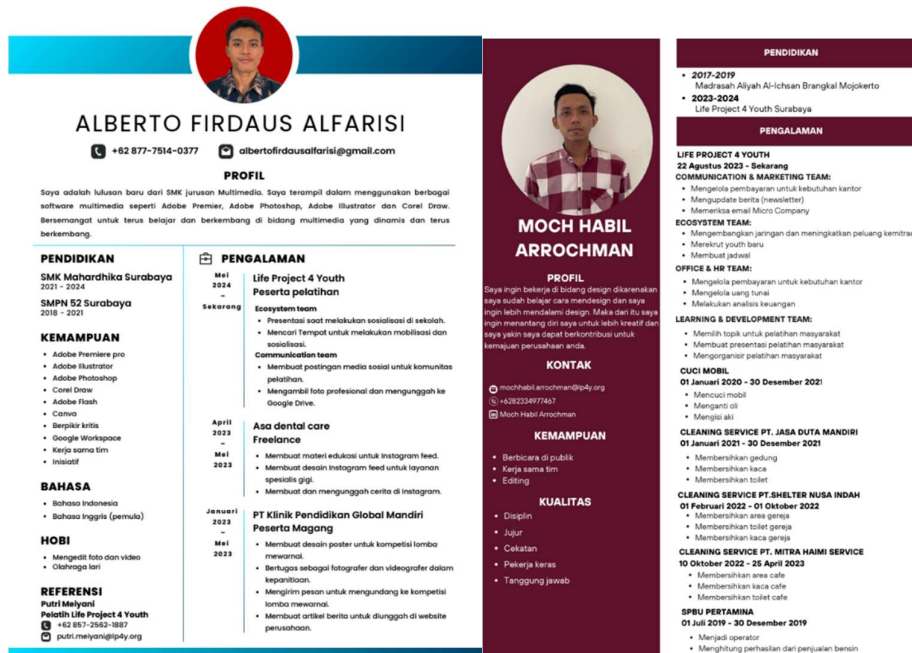 ALBERTO FIRDAUS ALFARISI
+62 877-7514-0377
albertofirdausalfarisi@gmail.com
PROFIL
Saya adalah lulusan baru dari SMK jurusan Multimedia. Saya terampil dalam menggunakan berbagai
software multimedia seperti Adobe Premier, Adobe Photoshop, Adobe Illustrator dan Corel Draw.
Bersemangat untuk terus belajar dan berkembang di bidang multimedia yang dinamis dan terus
berkembang.
PENDIDIKAN
SMK Mahardhika Surabaya
2021 - 2024
SMPN 52 Surabaya
2018 - 2021
KEMAMPUAN
Adobe Premiere pro
Adobe Illustrator
Adobe Photoshop
Corel Draw
Adobe Flash
Canva
Berpikir kritis
Google Workspace
Kerja sama tim
Inisiatif
BAHASA
Bahasa Indonesia
Bahasa Inggris (pemula)
HOBI
Mengedit foto dan video
Olahraga lari
REFERENSI
Putri Meiyani
Pelatih Life Project 4 Youth
+62 857-2562-1887
putri.meiyani@lp4y.org
PENGALAMAN
Mei
2024
–
Sekarang
Life Project 4 Youth
Peserta pelatihan
Ecosystem team
Presentasi saat melakukan sosialisasi di sekolah.
Mencari Tempat untuk melakukan mobilisasi dan
sosialisasi.
Communication team
Membuat postingan media sosial untuk komunitas
pelatihan.
Mengambil foto profesional dan mengunggah ke
Google Drive.
April
2023
–
Mei
2023
Asa dental care
Freelance
Membuat materi edukasi untuk Instagram feed.
Membuat desain Instagram feed untuk layanan
spesialis gigi.
Membuat dan mengunggah cerita di Instagram.
Januari
2023
–
Mei
2023
PT Klinik Pendidikan Global Mandiri
Peserta Magang
Membuat desain poster untuk kompetisi lomba
mewarnai.
Bertugas sebagai fotografer dan videografer dalam
kepanitiaan.
Mengirim pesan untuk mengundang ke kompetisi
lomba mewarnai.
Membuat artikel berita untuk diunggah di website
perusahaan.
MOCH HABIL
ARROCHMAN
PROFIL
Saya ingin bekerja di bidang design dikarenakan
saya sudah belajar cara mendesign dan saya
ingin lebih mendalami design. Maka dari itu saya
ingin menantang diri saya untuk lebih kreatif dan
saya yakin saya dapat berkontribusi untuk
kemajuan perusahaan anda.
KONTAK
mochhabil.arrochman@lp4y.org
+6282334977467
Moch Habil Arrochman
KEMAMPUAN
Berbicara di publik
Kerja sama tim
Editing
KUALITAS
Disiplin
Jujur
Cekatan
Pekerja keras
Tanggung jawab
PENDIDIKAN
2017-2019
Madrasah Aliyah Al-Ichsan Brangkal Mojokerto
2023-2024
Life Project 4 Youth Surabaya
PENGALAMAN
LIFE PROJECT 4 YOUTH
22 Agustus 2023 - Sekarang
COMMUNICATION & MARKETING TEAM:
Mengelola pembayaran untuk kebutuhan kantor
Mengupdate berita (newsletter)
Memeriksa email Micro Company
ECOSYSTEM TEAM:
Mengembangkan jaringan dan meningkatkan peluang kemitraa
Merekrut youth baru
Membuat jadwal
OFFICE & HR TEAM:
Mengelola pembayaran untuk kebutuhan kantor
Mengelola uang tunai
Melakukan analisis keuangan
LEARNING & DEVELOPMENT TEAM:
Memilih topik untuk pelatihan masyarakat
Membuat presentasi pelatihan masyarakat
Mengorganisir pelatihan masyarakat
CUCI MOBIL
01 Januari 2020 - 30 Desember 2021
Mencuci mobil
Mengganti oli
Mengisi aki
CLEANING SERVICE PT. JASA DUTA MANDIRI
01 Januari 2021 - 30 Desember 2021
Membersihkan gedung
Membersihkan kaca
Membersihkan toilet
CLEANING SERVICE PT.SHELTER NUSA INDAH
01 Februari 2022 - 01 Oktober 2022
Membersihkan area gereja
Membersihkan toilet gereja
Membersihkan kaca gereja
CLEANING SERVICE PT. MITRA HAIMI SERVICE
10 Oktober 2022 - 25 April 2023
Membersihkan area cafe
Membersihkan kaca cafe
Membersihkan toilet cafe
SPBU PERTAMINA
01 Juli 2019 - 30 Desember 2019
Menjadi operator
Menghitung perhasilan dari penjualan bensin